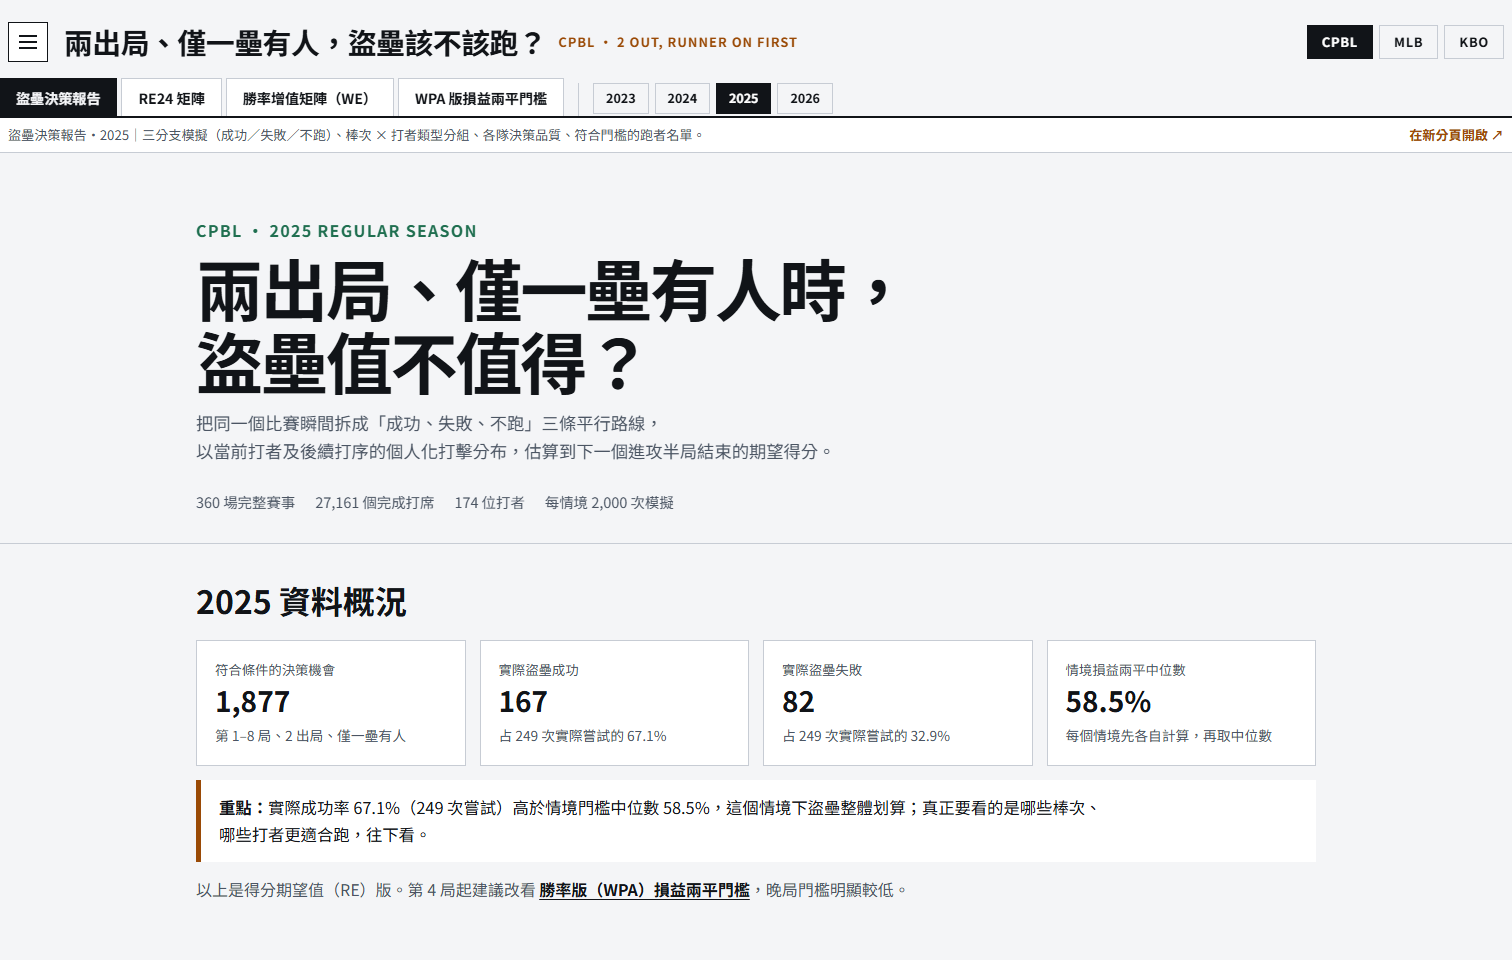 兩出局、僅一壘有人，盜壘該不該跑？ CPBL · 2 OUT, RUNNER ON FIRST
CPBL MLB KBO
盜壘決策報告 RE24 矩陣 勝率增值矩陣（WE） WPA 版損益兩平門檻 2023 2024 2025 2026
盜壘決策報告・2025｜三分支模擬（成功／失敗／不跑）、棒次 × 打者類型分組、各隊決策品質、符合門檻的跑者名單。 在新分頁開啟 ↗
CPBL · 2025 REGULAR SEASON
兩出局、僅一壘有人時，
盜壘值不值得？
把同一個比賽瞬間拆成「成功、失敗、不跑」三條平行路線，
以當前打者及後續打序的個人化打擊分布，估算到下一個進攻半局結束的期望得分。
360 場完整賽事 27,161 個完成打席 174 位打者 每情境 2,000 次模擬
2025 資料概況
符合條件的決策機會
1,877
第 1–8 局、2 出局、僅一壘有人
實際盜壘成功
167
占 249 次實際嘗試的 67.1%
實際盜壘失敗
82
占 249 次實際嘗試的 32.9%
情境損益兩平中位數
58.5%
每個情境先各自計算，再取中位數
重點：實際成功率 67.1%（249 次嘗試）高於情境門檻中位數 58.5%，這個情境下盜壘整體划算；真正要看的是哪些棒次、
哪些打者更適合跑，往下看。
以上是得分期望值（RE）版。第 4 局起建議改看 勝率版（WPA）損益兩平門檻，晚局門檻明顯較低。